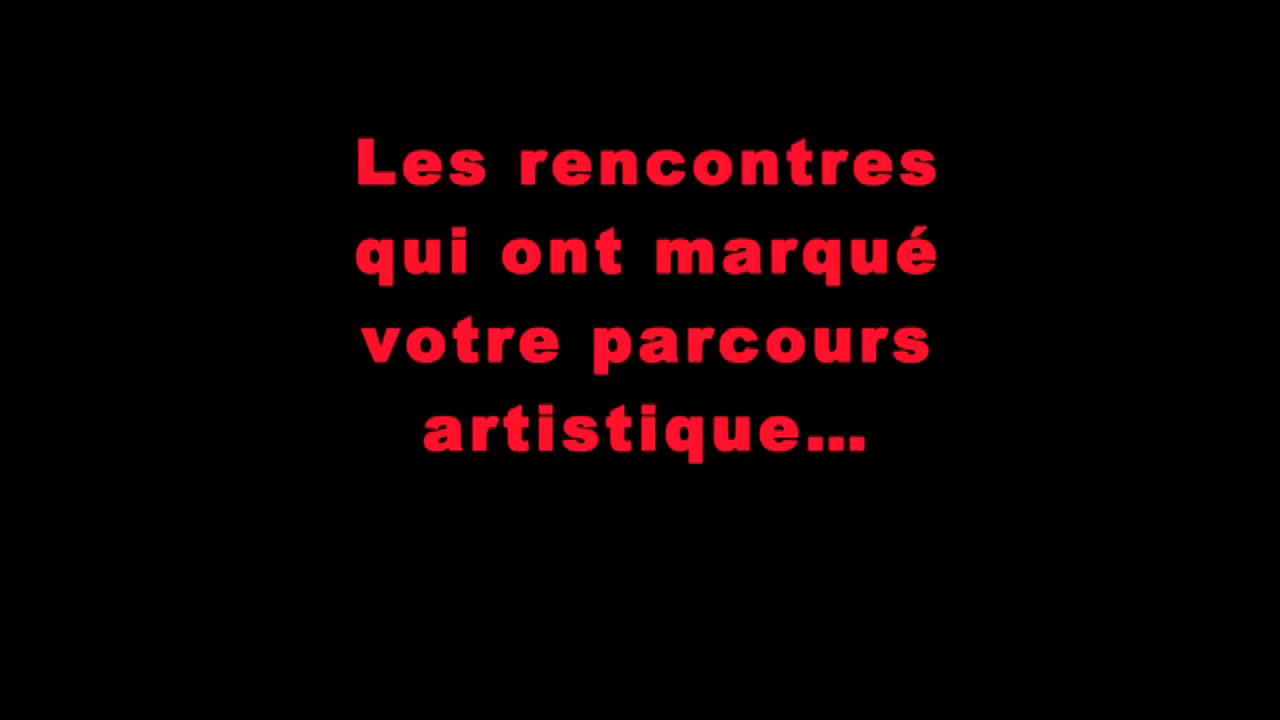 Les rencontres
qui ont marqué
votre parcours
artistique...